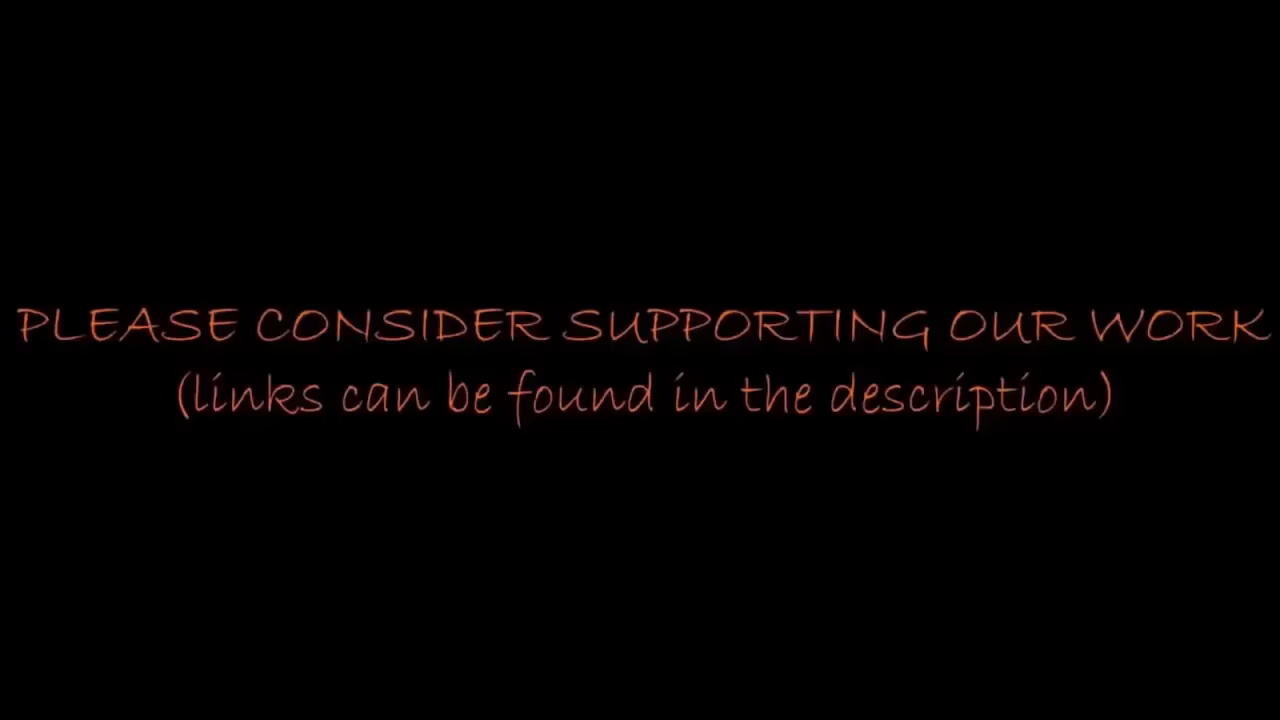 PLEASE CONSIDER SUPPORTING OUR WORK
(links can be found in the description)